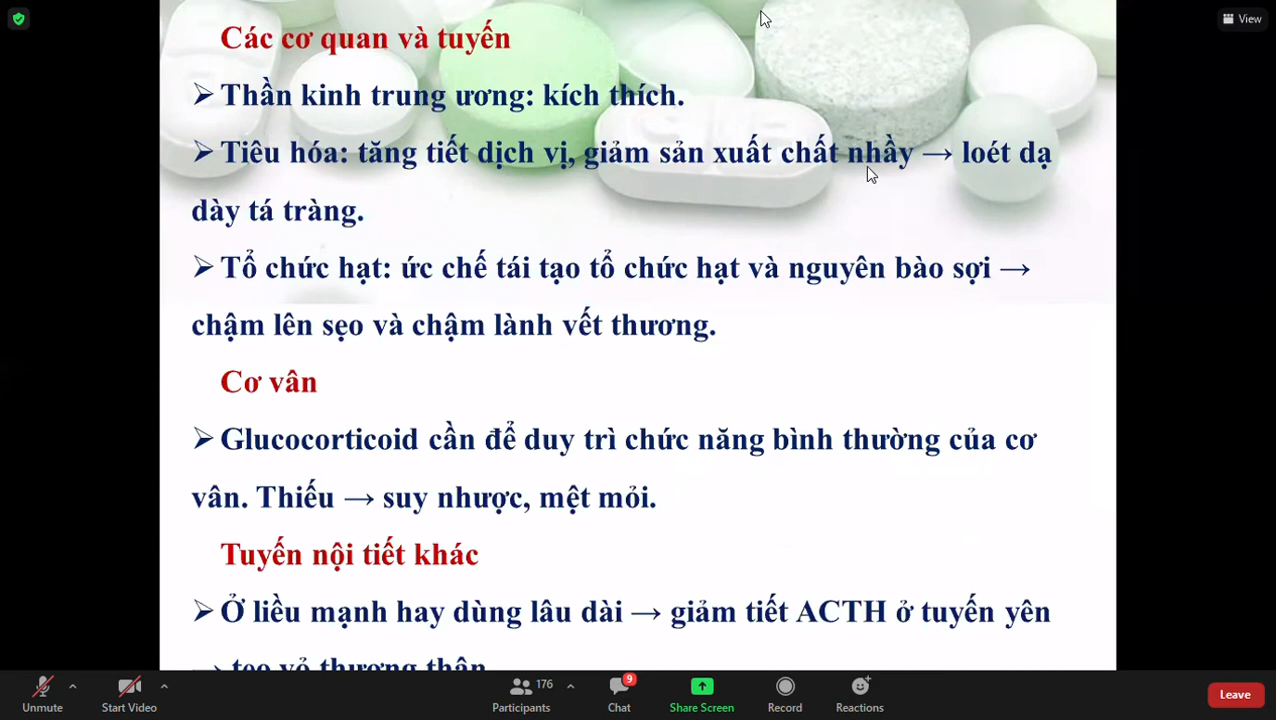 View
Các cơ quan và tuyến
➢ Thần kinh trung ương: kích thích.
➢ Tiêu hóa: tăng tiết dịch vị, giảm sản xuất chất nhầy → loét dạ
dày tá tràng.
➢ Tổ chức hạt: ức chế tái tạo tổ chức hạt và nguyên bào sợi →
chậm lên sẹo và chậm lành vết thương.
Cơ vân
➢ Glucocorticoid cần để duy trì chức năng bình thường của cơ
vân. Thiếu → suy nhược, mệt mỏi.
Tuyến nội tiết khác
➢ Ở liều mạnh hay dùng lâu dài → giảm tiết ACTH ở tuyến yên
→ teo vỏ thượng thận
176
9
Unmute Start Video Participants Chat Share Screen Record Reactions Leave